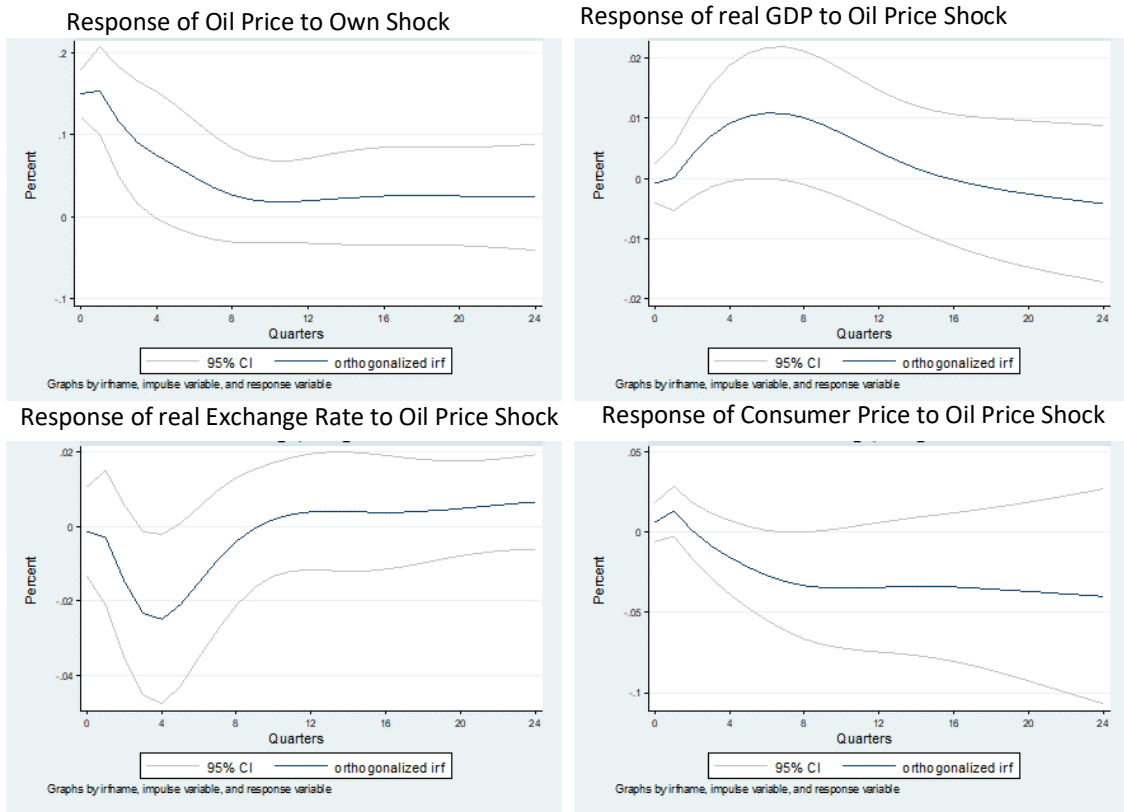 Response of Oil Price to Own Shock
.2
.1
0
-.1
Percent
0 4 8 12 16 20 24
Quarters
95% CI orthogonalized irf
Graphs by irfname, impulse variable, and response variable
Response of real GDP to Oil Price Shock
.02
.01
0
-.01
-.02
Percent
0 4 8 12 16 20 24
Quarters
95% CI orthogonalized irf
Graphs by irfname, impulse variable, and response variable
Response of real Exchange Rate to Oil Price Shock
.02
0
-.02
-.04
Percent
0 4 8 12 16 20 24
Quarters
95% CI orthogonalized irf
Graphs by irfname, impulse variable, and response variable
Response of Consumer Price to Oil Price Shock
.05
0
-.05
-.1
Percent
0 4 8 12 16 20 24
Quarters
95% CI orthogonalized irf
Graphs by irfname, impulse variable, and response variable